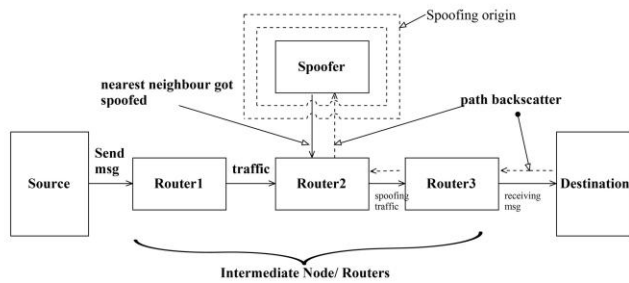 Spoofing origin
Spoofer
nearest neighbour got
spoofed
path backscatter
Send
msg
Source
Router1
traffic
Router2
spoofing
traffic
Router3
receiving
msg
Destination
Intermediate Node/ Routers